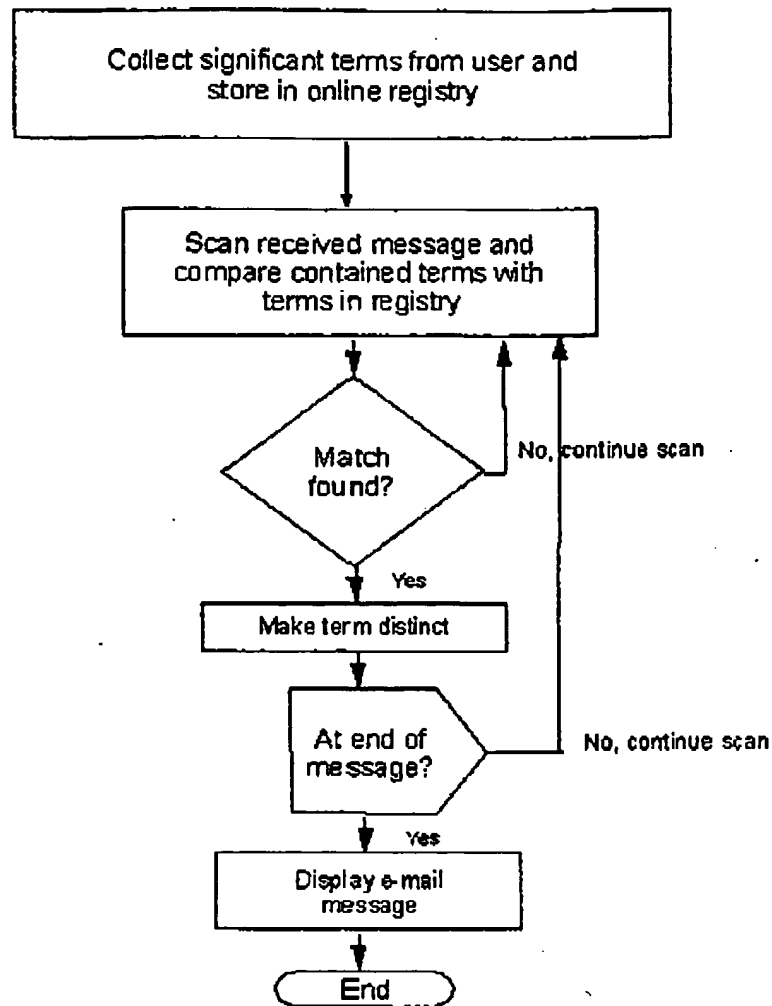 Collect significant terms from user and
store in online registry
Scan received message and
compare contained terms with
terms in registry
Match
found?
No, continue scan
Yes
Make term distinct
At end of
message?
No, continue scan
Yes
Display e-mail
message
End